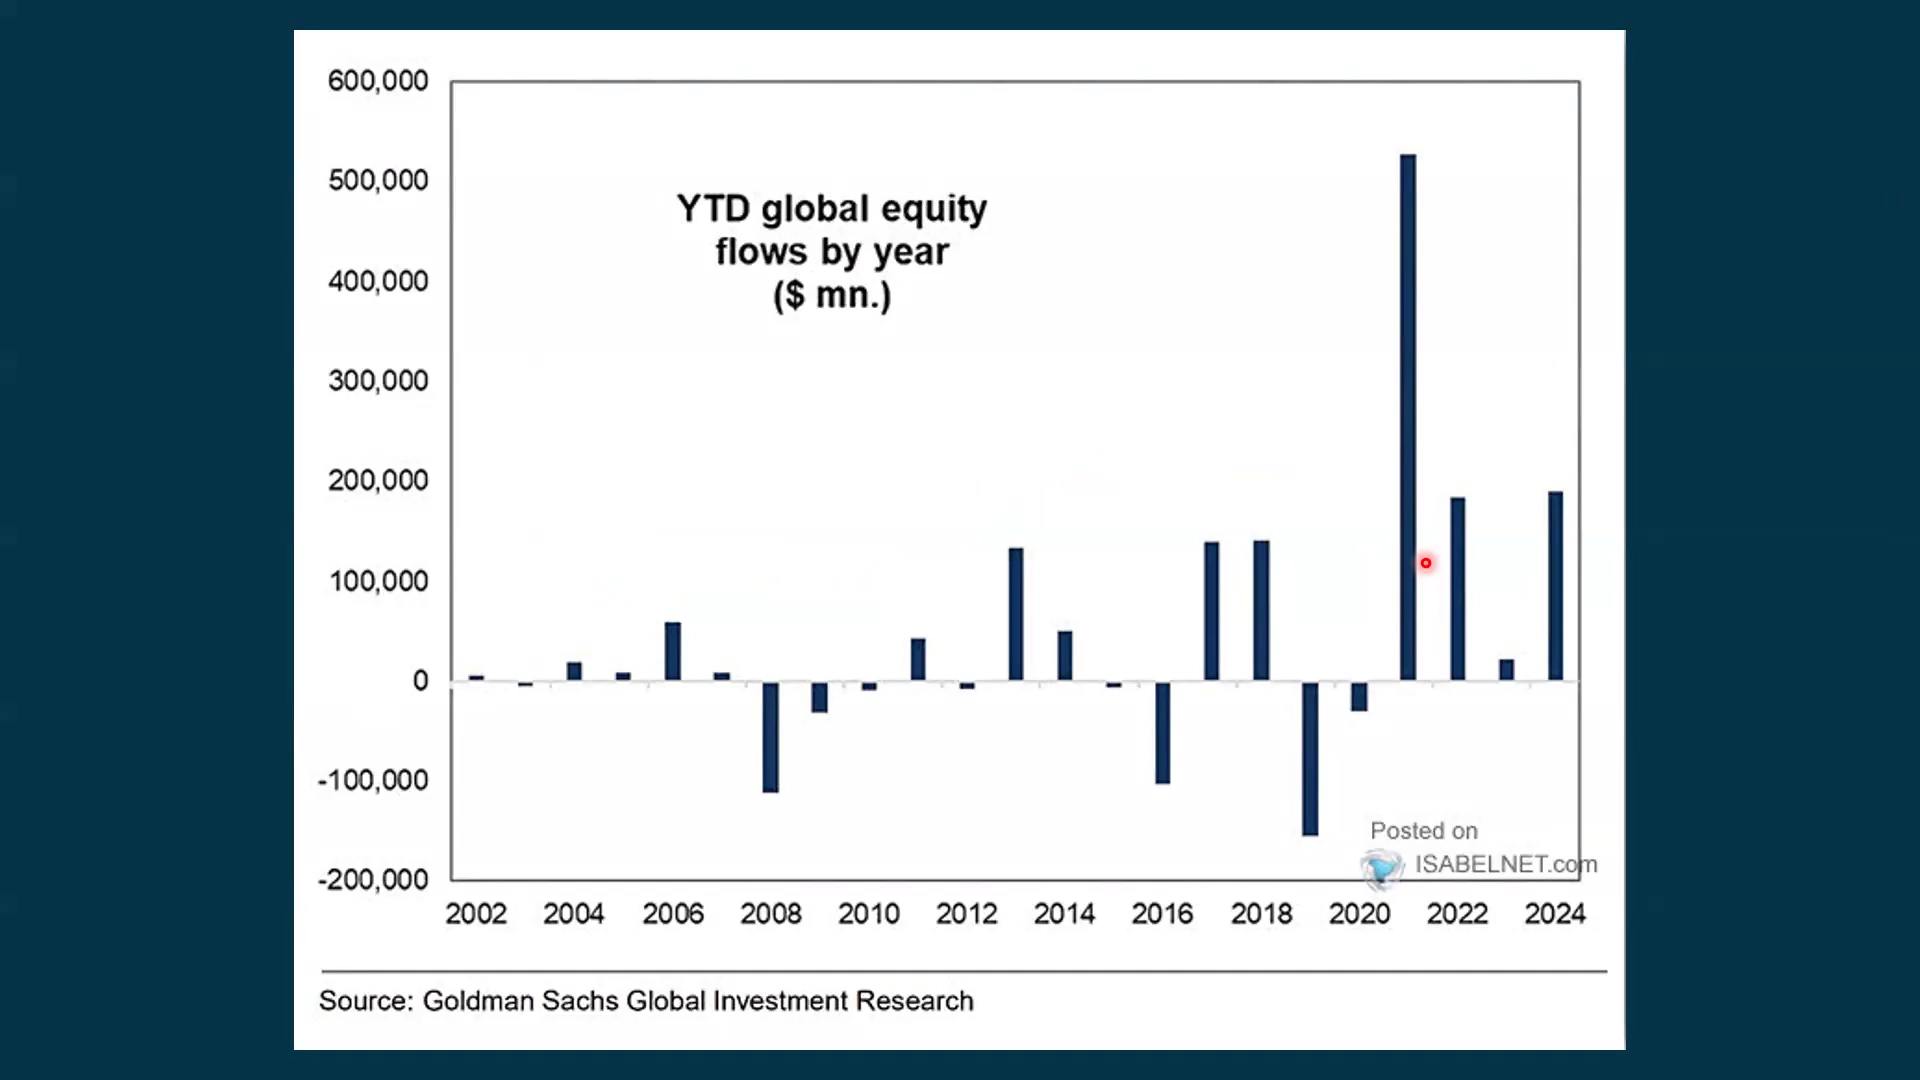 YTD global equity
flows by year
($ mn.)
600,000
500,000
400,000
300,000
200,000
100,000
0
-100,000
-200,000
2002 2004 2006 2008 2010 2012 2014 2016 2018 2020 2022 2024
Posted on
ISABELNET.com
Source: Goldman Sachs Global Investment Research